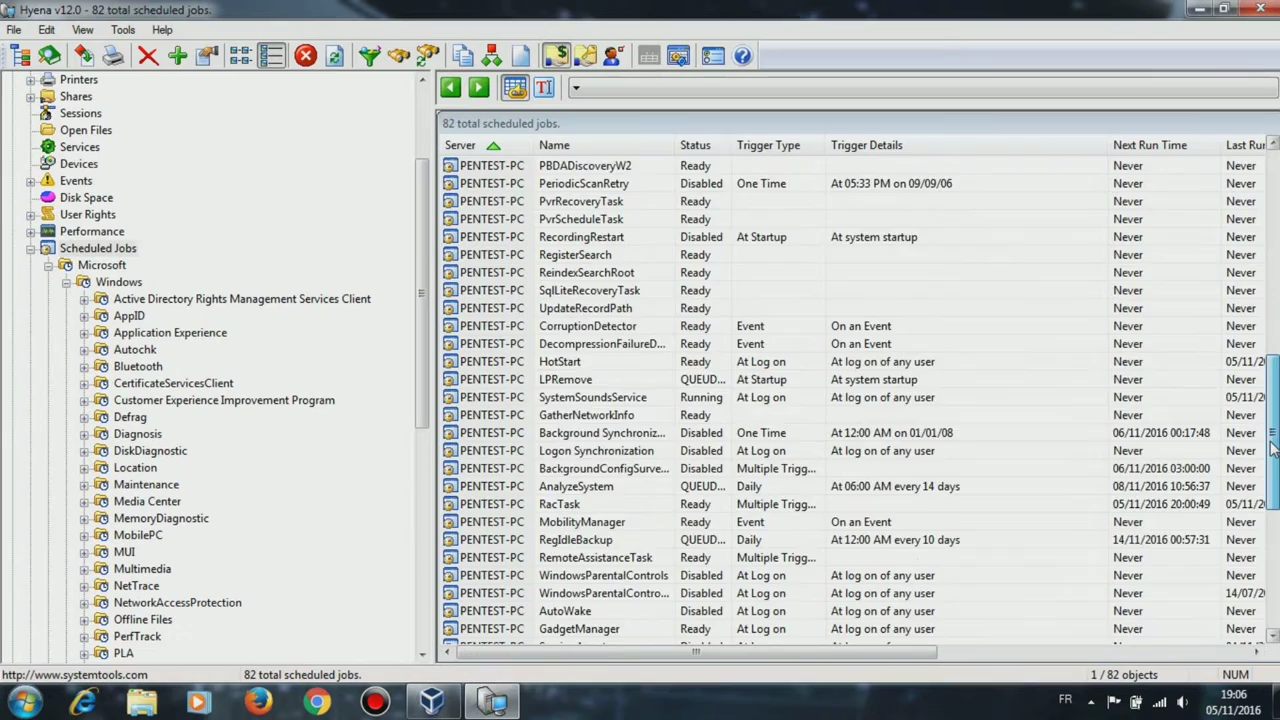 Hyena v12.0 - 82 total scheduled jobs.
File Edit View Tools Help
Printers
Shares
Sessions
Open Files
Services
Devices
Events
Disk Space
User Rights
Performance
Scheduled Jobs
Microsoft
Windows
Active Directory Rights Management Services Client
AppID
Application Experience
Autochk
Bluetooth
CertificateServicesClient
Customer Experience Improvement Program
Defrag
Diagnosis
DiskDiagnostic
Location
Maintenance
Media Center
MemoryDiagnostic
MobilePC
MUI
Multimedia
NetTrace
NetworkAccessProtection
Offline Files
PerfTrack
PLA
82 total scheduled jobs.
Server Name Status Trigger Type Trigger Details Next Run Time Last Run
PENTEST-PC PBDADiscoveryW2 Ready Never Never
PENTEST-PC PeriodicScanRetry Disabled One Time At 05:33 PM on 09/09/06 Never Never
PENTEST-PC PvrRecoveryTask Ready Never Never
PENTEST-PC PvrScheduleTask Ready Never Never
PENTEST-PC RecordingRestart Disabled At Startup At system startup Never Never
PENTEST-PC RegisterSearch Ready Never Never
PENTEST-PC ReindexSearchRoot Ready Never Never
PENTEST-PC SqlLiteRecoveryTask Ready Never Never
PENTEST-PC UpdateRecordPath Ready Never Never
PENTEST-PC CorruptionDetector Ready Event On an Event Never Never
PENTEST-PC DecompressionFailureD... Ready Event On an Event Never Never
PENTEST-PC HotStart Ready At Log on At log on of any user Never 05/11/2
PENTEST-PC LPRemove QUEUD... At Startup At system startup Never Never
PENTEST-PC SystemSoundsService Running At Log on At log on of any user Never 05/11/2
PENTEST-PC GatherNetworkInfo Ready Never Never
PENTEST-PC Background Synchroniz... Disabled One Time At 12:00 AM on 01/01/08 06/11/2016 00:17:48 Never
PENTEST-PC Logon Synchronization Disabled At Log on At log on of any user Never Never
PENTEST-PC BackgroundConfigSurve... Disabled Multiple Trigg... 06/11/2016 03:00:00 Never
PENTEST-PC AnalyzeSystem QUEUD... Daily At 06:00 AM every 14 days 08/11/2016 10:56:37 Never
PENTEST-PC RacTask Ready Multiple Trigg... 05/11/2016 20:00:49 05/11/2
PENTEST-PC MobilityManager Ready Event On an Event Never Never
PENTEST-PC RegIdleBackup QUEUD... Daily At 12:00 AM every 10 days 14/11/2016 00:57:31 Never
PENTEST-PC RemoteAssistanceTask Ready Multiple Trigg... Never Never
PENTEST-PC WindowsParentalControls Disabled At Log on At log on of any user Never Never
PENTEST-PC WindowsParentalContro... Disabled At Log on At log on of any user Never 14/07/2
PENTEST-PC AutoWake Disabled At Log on At log on of any user Never Never
PENTEST-PC GadgetManager Ready At Log on At log on of any user Never Never
http://www.systemtools.com 82 total scheduled jobs. 1 / 82 objects NUM
FR 19:06
05/11/2016